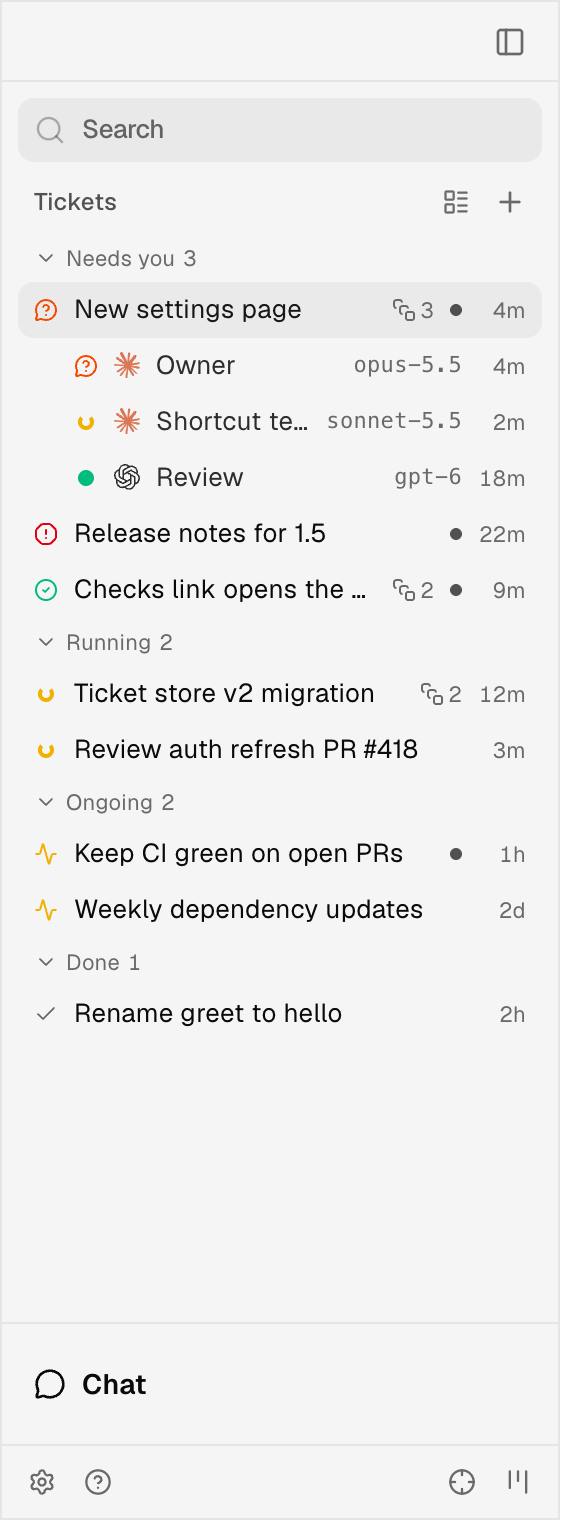 Search
Tickets
Needs you 3
New settings page 3 4m
Owner opus-5.5 4m
Shortcut te... sonnet-5.5 2m
Review gpt-6 18m
Release notes for 1.5 22m
Checks link opens the ... 2 9m
Running 2
Ticket store v2 migration 2 12m
Review auth refresh PR #418 3m
Ongoing 2
Keep CI green on open PRs 1h
Weekly dependency updates 2d
Done 1
Rename greet to hello 2h
Chat